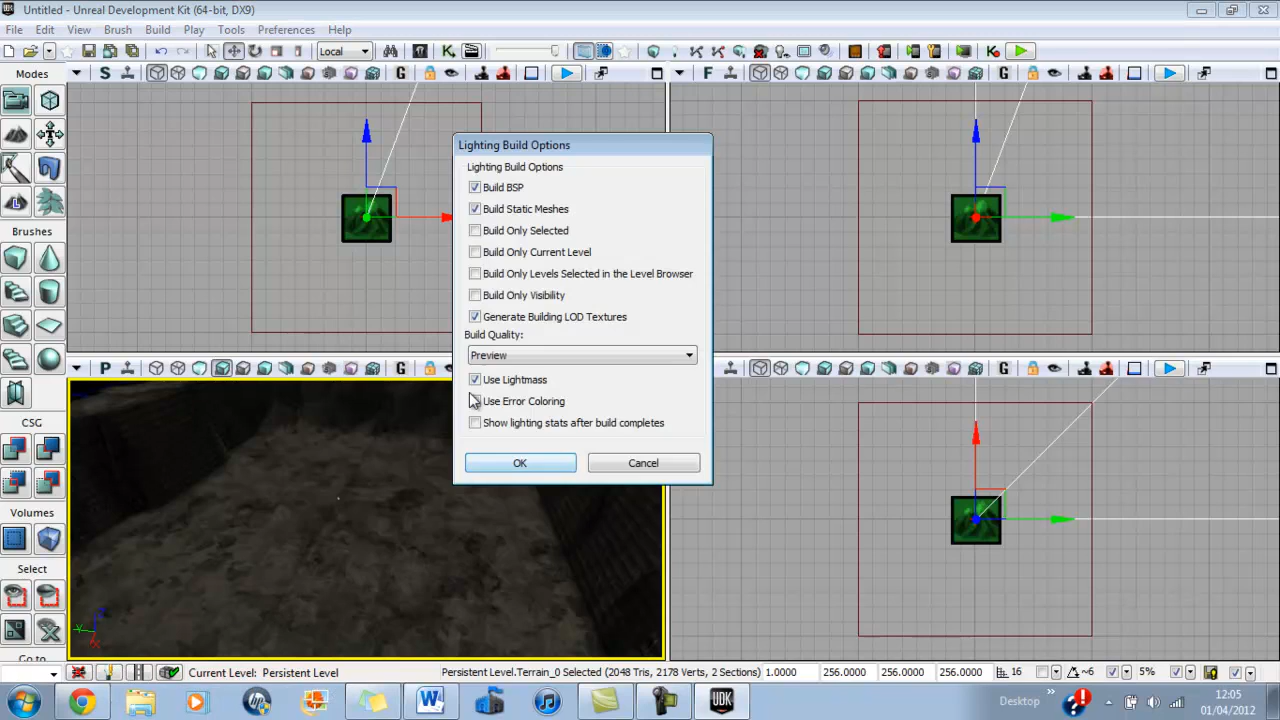 Untitled - Unreal Development Kit (64-bit, DX9)
File Edit View Brush Build Play Tools Preferences Help
Local
Modes
S G F G
Lighting Build Options
Lighting Build Options
Build BSP
Build Static Meshes
Build Only Selected
Build Only Current Level
Brushes
Build Only Levels Selected in the Level Browser
Build Only Visibility
Generate Building LOD Textures
Build Quality:
Preview
P G
Use Lightmass
Use Error Coloring
CSG
Show lighting stats after build completes
OK Cancel
Volumes
Select
Go to
Current Level: Persistent Level
Persistent Level.Terrain_0 Selected (2048 Tris, 2178 Verts, 2 Sections) 1.0000 256.0000 256.0000 256.0000 16 ~6 5%
Desktop
12:05
01/04/2012